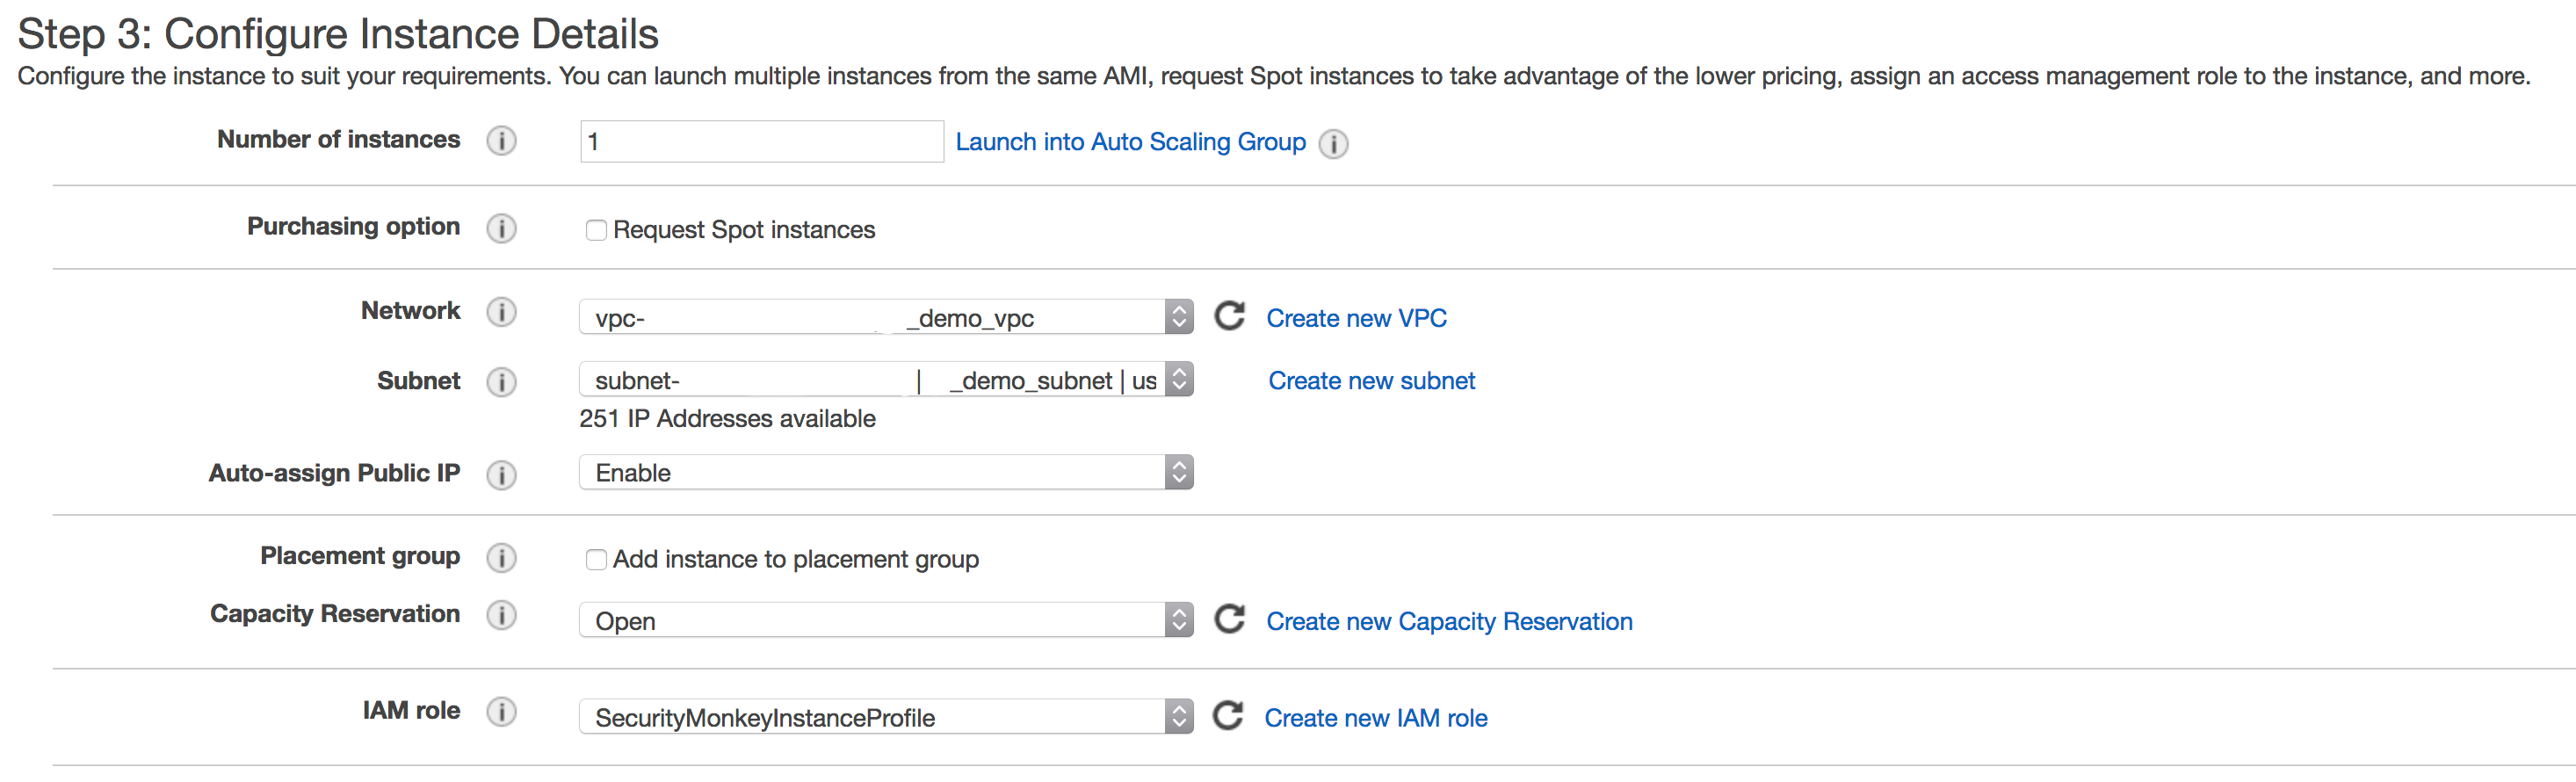 Step 3: Configure Instance Details
Configure the instance to suit your requirements. You can launch multiple instances from the same AMI, request Spot instances to take advantage of the lower pricing, assign an access management role to the instance, and more.
Number of instances 1 Launch into Auto Scaling Group
Purchasing option Request Spot instances
Network vpc- _demo_vpc Create new VPC
Subnet subnet- | _demo_subnet | us Create new subnet
251 IP Addresses available
Auto-assign Public IP Enable
Placement group Add instance to placement group
Capacity Reservation Open Create new Capacity Reservation
IAM role SecurityMonkeyInstanceProfile Create new IAM role